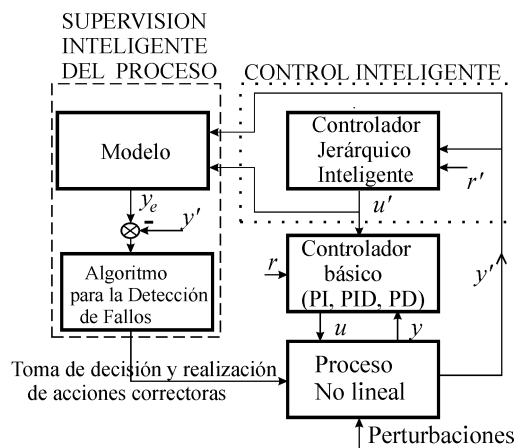 SUPERVISION
INTELIGENTE
DEL PROCESO
CONTROL INTELIGENTE
Modelo
Controlador
Jerárquico
Inteligente
r'
ye
u'
-
y'
Algoritmo
para la Detección
de Fallos
r
Controlador
básico
(PI, PID, PD)
y'
u
y
Toma de decisión y realización
de acciones correctoras
Proceso
No lineal
Perturbaciones